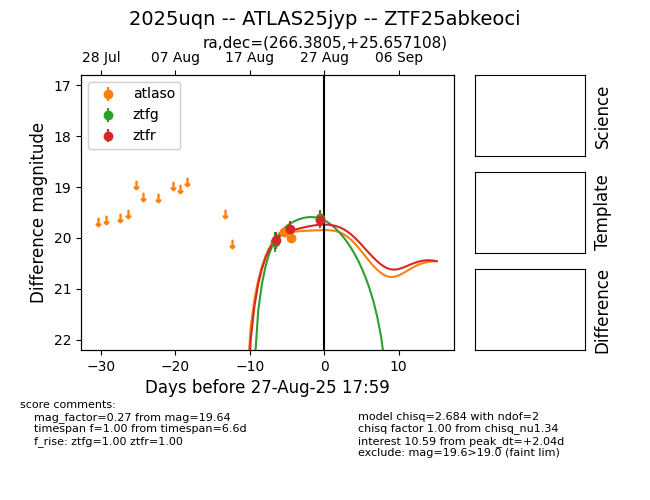 2025uqn -- ATLAS25jyp -- ZTF25abkeoci
ra,dec=(266.3805,+25.657108)
28 Jul 07 Aug 17 Aug 27 Aug 06 Sep
atlaso
ztfg
ztfr
17
18
19
20
21
22
Difference magnitude
−30 −20 −10 0 10
Days before 27-Aug-25 17:59
Science
Template
Difference
score comments:
mag_factor=0.27 from mag=19.64
timespan f=1.00 from timespan=6.6d
f_rise: ztfg=1.00 ztfr=1.00
model chisq=2.684 with ndof=2
chisq factor 1.00 from chisq_nu1.34
interest 10.59 from peak_dt=+2.04d
exclude: mag=19.6>19.0 (faint lim)